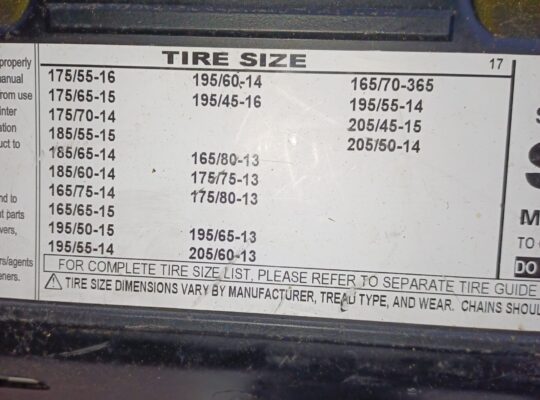 TIRE SIZE
17
175/55-16 195/60-14 165/70-365
175/65-15 195/45-16 195/55-14
175/70-14 205/45-15
185/55-15 205/50-14
185/65-14 165/80-13
185/60-14 175/75-13
165/75-14 175/80-13
165/65-15
195/50-15 195/65-13
195/55-14 205/60-13
FOR COMPLETE TIRE SIZE LIST, PLEASE REFER TO SEPARATE TIRE GUIDE
TIRE SIZE DIMENSIONS VARY BY MANUFACTURER, TREAD TYPE, AND WEAR. CHAINS SHOUL
properly
anual
from use
inter
ation
uct to
nd to
t parts
vers,
rs/agents
eners.
S
M
TO
DO